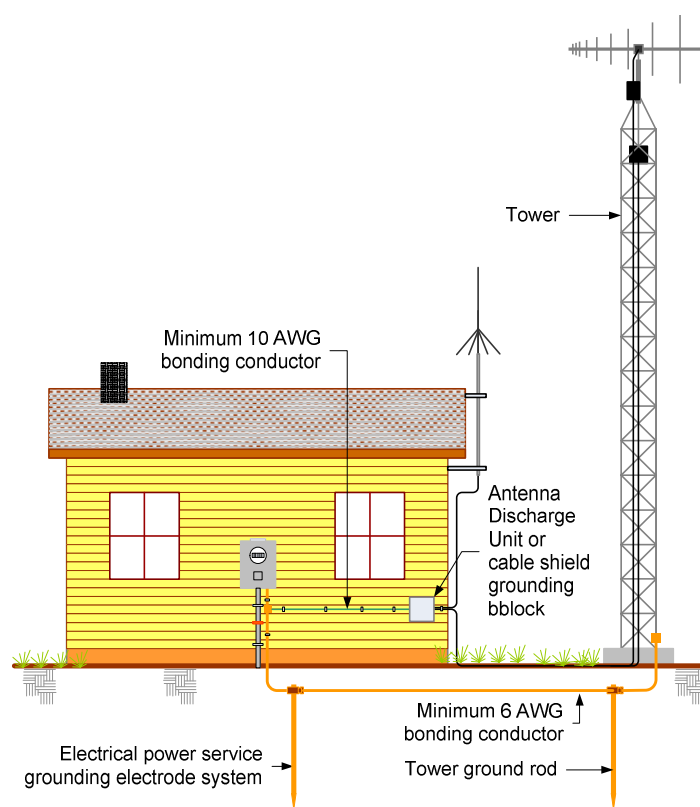 Tower
Minimum 10 AWG
bonding conductor
Antenna
Discharge
Unit or
cable shield
grounding
bblock
Minimum 6 AWG
bonding conductor
Electrical power service
grounding electrode system
Tower ground rod